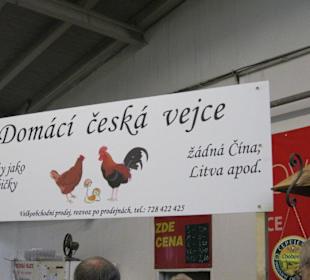 Domácí česká vejce
jako
žádná Čína;
Litva apod.
Velkoobchodní prodej, rozvoz po prodejnách, tel.: 728 422 425
ZDE
CENA